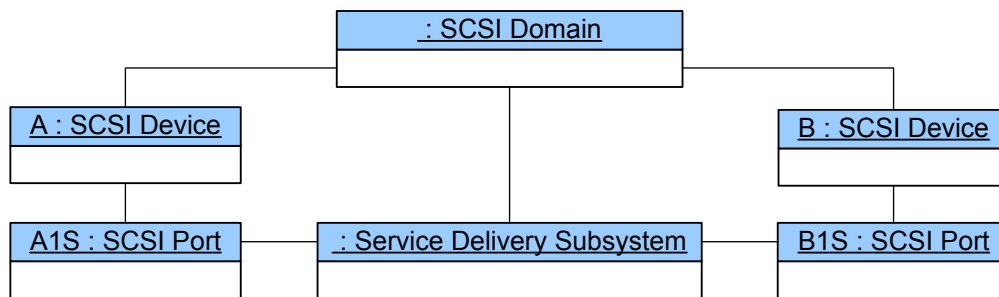 : SCSI Domain
A : SCSI Device
B : SCSI Device
A1S : SCSI Port
: Service Delivery Subsystem
B1S : SCSI Port